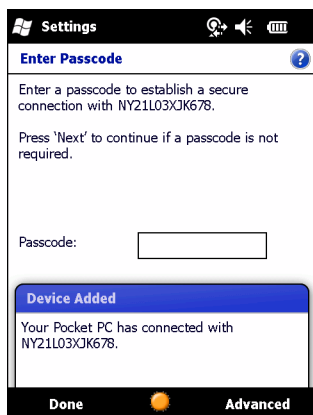 Settings
Enter Passcode
?
Enter a passcode to establish a secure
connection with NY21L03XJK678.
Press ‘Next’ to continue if a passcode is not
required.
Passcode:
Device Added
Your Pocket PC has connected with
NY21L03XJK678.
Done
Advanced